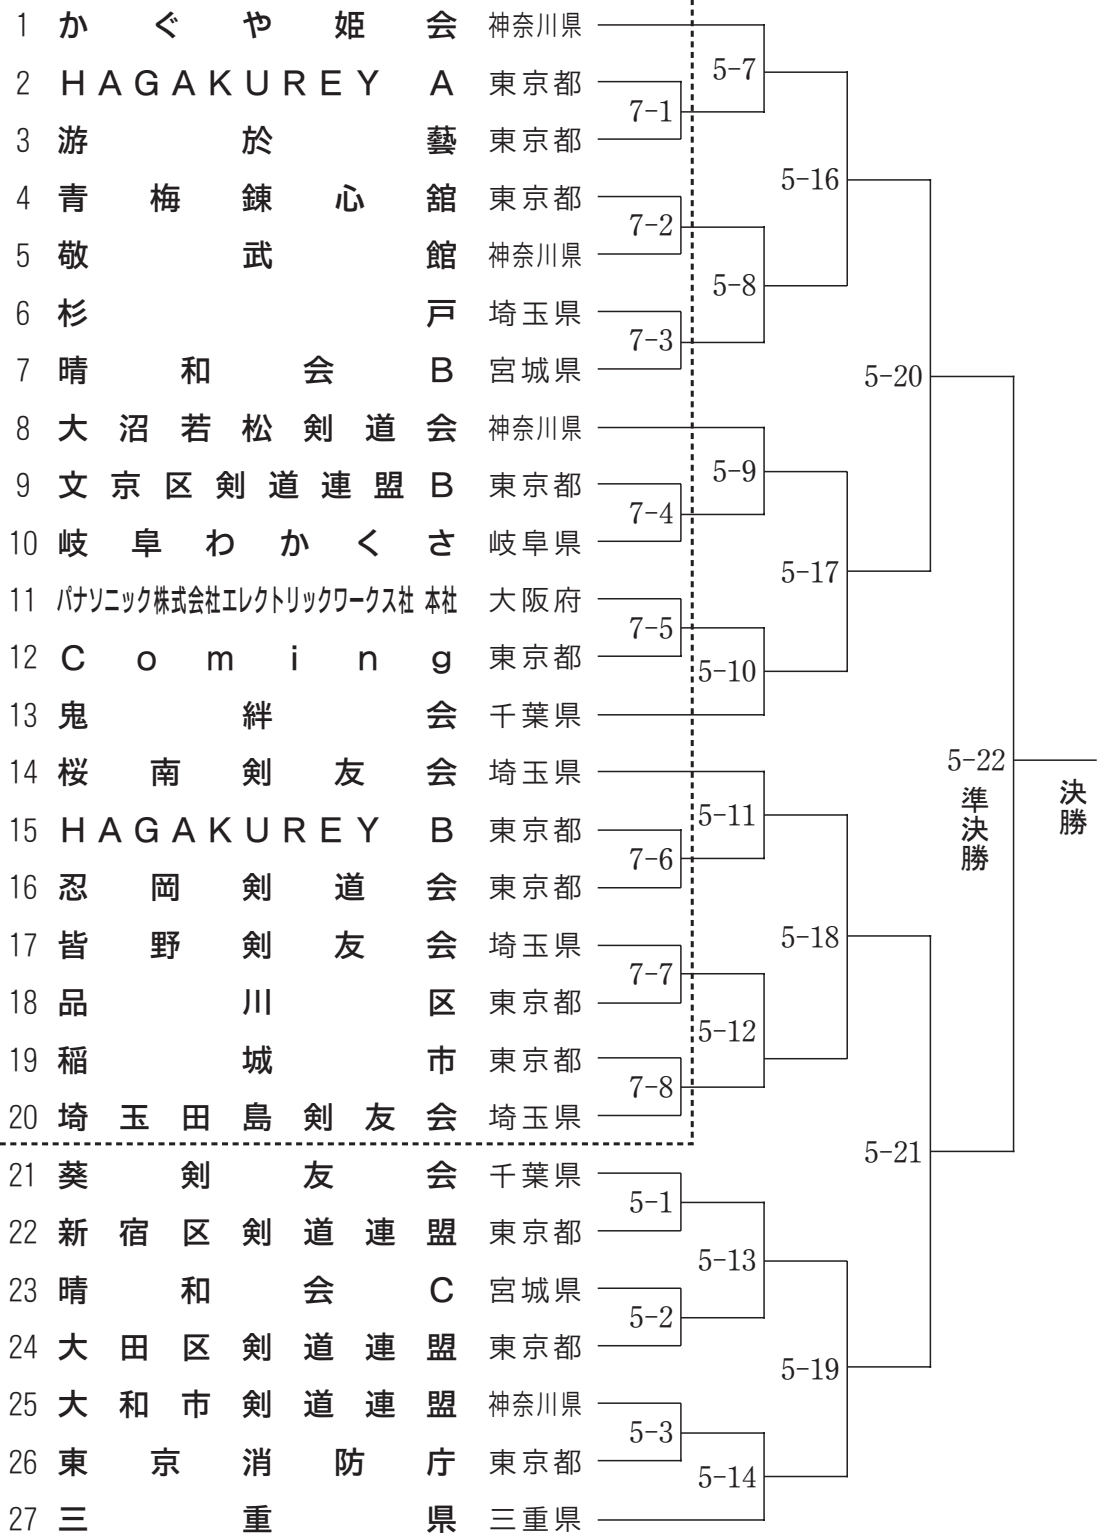 1 かぐや姫会 神奈川県
2 HAGAKUREY A 東京都
3 游於藝 東京都
4 青梅錬心舘 東京都
5 敬武館 神奈川県
6 杉戸 埼玉県
7 晴和会B 宮城県
8 大沼若松剣道会 神奈川県
9 文京区剣道連盟B 東京都
10 岐阜わかくさ 岐阜県
11 パナソニック株式会社エレクトリックワークス社 本社 大阪府
12 Coming 東京都
13 鬼絆会 千葉県
14 桜南剣友会 埼玉県
15 HAGAKUREY B 東京都
16 忍岡剣道会 東京都
17 皆野剣友会 埼玉県
18 品川区 東京都
19 稲城市 東京都
20 埼玉田島剣友会 埼玉県
21 葵剣友会 千葉県
22 新宿区剣道連盟 東京都
23 晴和会C 宮城県
24 大田区剣道連盟 東京都
25 大和市剣道連盟 神奈川県
26 東京消防庁 東京都
27 三重県 三重県
7-1
7-2
7-3
7-4
7-5
7-6
7-7
7-8
5-1
5-2
5-3
5-7
5-8
5-9
5-10
5-11
5-12
5-13
5-14
5-16
5-17
5-18
5-19
5-20
5-21
5-22
準決勝
決勝